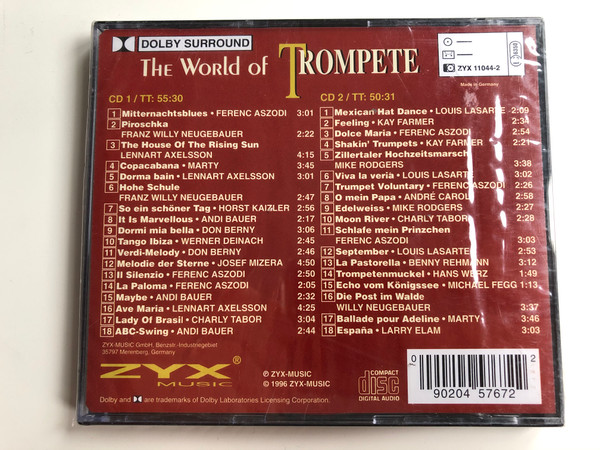 DOLBY SURROUND
THE WORLD OF TROMPETE
ZYX 11044-2
Made in Germany
CD 1 / TT: 55:30
1 Mitternachtsblues • FERENC ASZODI 3:01
2 Piroschka
FRANZ WILLY NEUGEBAUER 2:22
3 The House Of The Rising Sun
LENNART AXELSSON 4:15
4 Copacabana • MARTY 3:45
5 Dorma bain • LENNART AXELSSON 3:01
6 Hohe Schule
FRANZ WILLY NEUGEBAUER 2:47
7 So ein schöner Tag • HORST 2:56
8 It Is Marvellous • ANDI BAUER 2:17
9 Dormi mia bella • DON BERNY 2:46
10 Tango Ibiza • WERNER DEINACH 2:45
11 Verdi-Melody • DON BERNY 2:46
12 Melodie der Sterne • JOSEF MIZERA 4:50
13 Il Silenzio • FERENC ASZODI 2:50
14 La Paloma • FERENC ASZODI 2:05
15 Maybe • ANDI BAUER 2:32
16 Ave Maria • LENNART AXELSSON 4:25
17 Lady Of Brasil • CHARLY TABOR 3:04
18 ABC-Swing • ANDI BAUER 2:44
CD 2 / TT: 50:31
1 Mexican Hat Dance • LOUIS LASARTE 2:09
2 Feeling • KAY FARMER 2:34
3 Dolce Maria • FERENC ASZODI 2:54
4 Shakin' Trumpets • KAY FARMER 2:21
5 Zillertaler Hochzeitsmarsch
MIKE RODGERS 3:38
6 Viva la veria • LOUIS LASARTE 3:02
7 Trumpet Voluntary • FERENC ASZODI 2:26
8 O mein Papa • ANDRÉ CAROL 2:58
9 Edelweiss • MIKE RODGERS 2:27
10 Moon River • CHARLY TABOR 2:28
11 Schlafe mein Prinzchen
FERENC ASZODI 3:03
12 September • LOUIS LASARTE 2:53
13 La Pastorella • BENNY REHMANN 3:12
14 Trompetenmuckel • HANS WERZ 1:49
15 Echo vom Königssee • MICHAEL FEGG 1:13
16 Die Post im Walde
WILLY NEUGEBAUER 3:37
17 Ballade pour Adeline • MARTY 3:46
18 España • LARRY ELAM 3:03
ZYX-MUSIC GmbH, Benzstr.-Industriegebiet
35797 Merenberg, Germany
ZYX®
MUSIC
℗ ZYX-MUSIC
© 1996 ZYX-MUSIC
COMPACT
disc
DIGITAL AUDIO
0 90204 57672 2
Dolby and are trademarks of Dolby Laboratories Licensing Corporation.